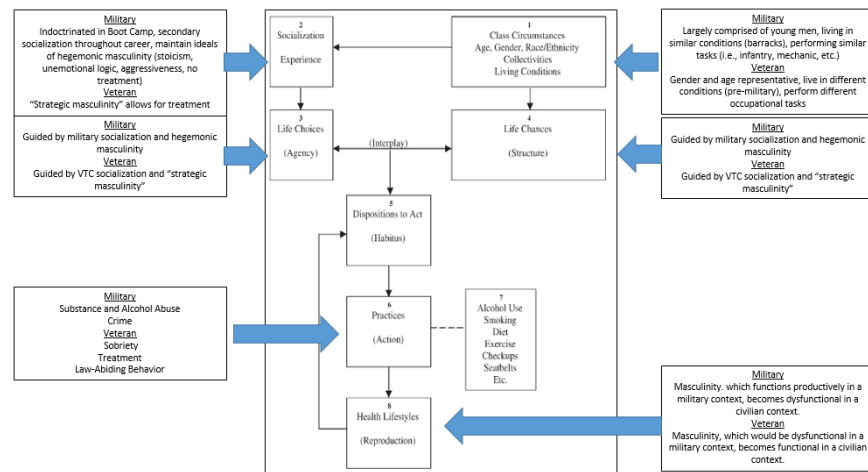 Military
Indoctrinated in Boot Camp, secondary
socialization throughout career, maintain ideals
of hegemonic masculinity (stoicism,
unemotional logic, aggressiveness, no
treatment)
Veteran
"Strategic masculinity" allows for treatment
Military
Guided by military socialization and hegemonic
masculinity
Veteran
Guided by VTC socialization and "strategic
masculinity"
2
Socialization
Experience
1
Class Circumstances
Age, Gender, Race/Ethnicity
Collectivities
Living Conditions
Military
Largely comprised of young men, living in
similar conditions (barracks), performing similar
tasks (i.e., infantry, mechanic, etc.)
Veteran
Gender and age representative, live in different
conditions (pre-military), perform different
occupational tasks
3
Life Choices
(Agency)
(Interplay)
4
Life Chances
(Structure)
Military
Guided by military socialization and hegemonic
masculinity
Veteran
Guided by VTC socialization and "strategic
masculinity"
5
Dispositions to Act
(Habitus)
Military
Substance and Alcohol Abuse
Crime
Veteran
Sobriety
Treatment
Law-Abiding Behavior
6
Practices
(Action)
7
Alcohol Use
Smoking
Diet
Exercise
Checkups
Seatbelts
Etc.
8
Health Lifestyles
(Reproduction)
Military
Masculinity. which functions productively in a
military context, becomes dysfunctional in a
civilian context.
Veteran
Masculinity, which would be dysfunctional in a
military context, becomes functional in a civilian
context.